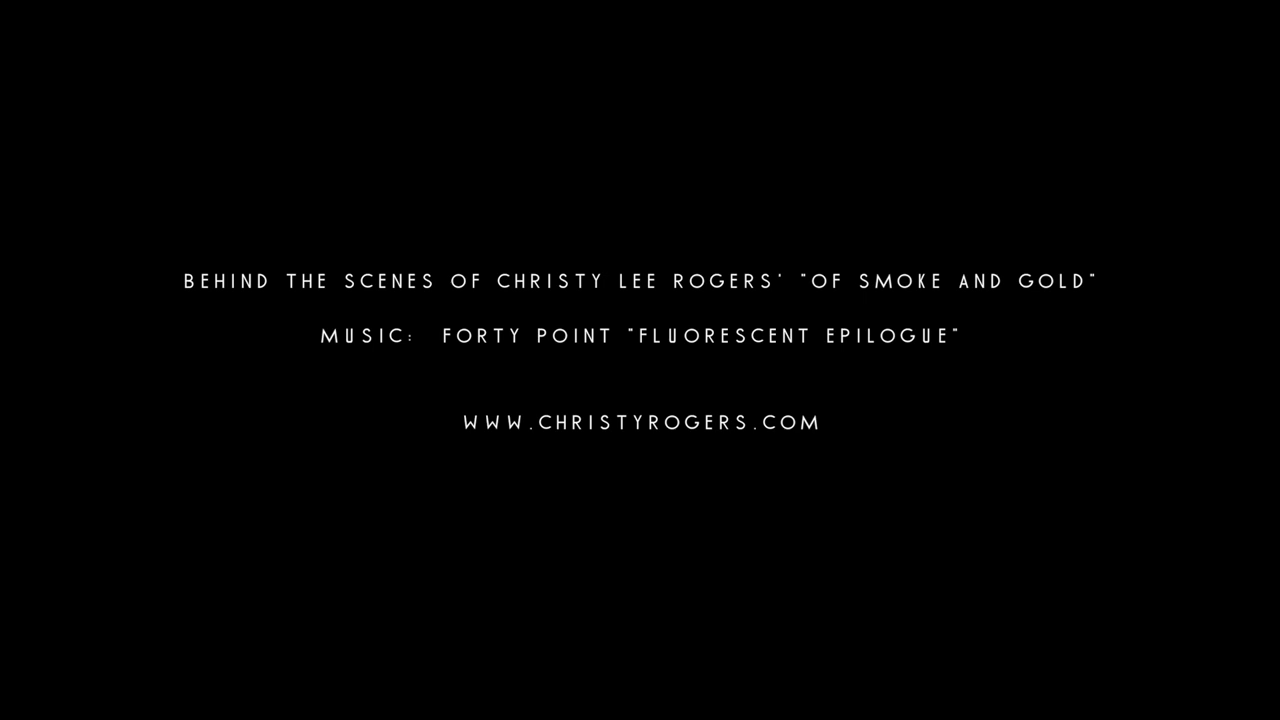 BEHIND THE SCENES OF CHRISTY LEE ROGERS' "OF SMOKE AND GOLD"
MUSIC: FORTY POINT "FLUORESCENT EPILOGUE"
WWW.CHRISTYROGERS.COM